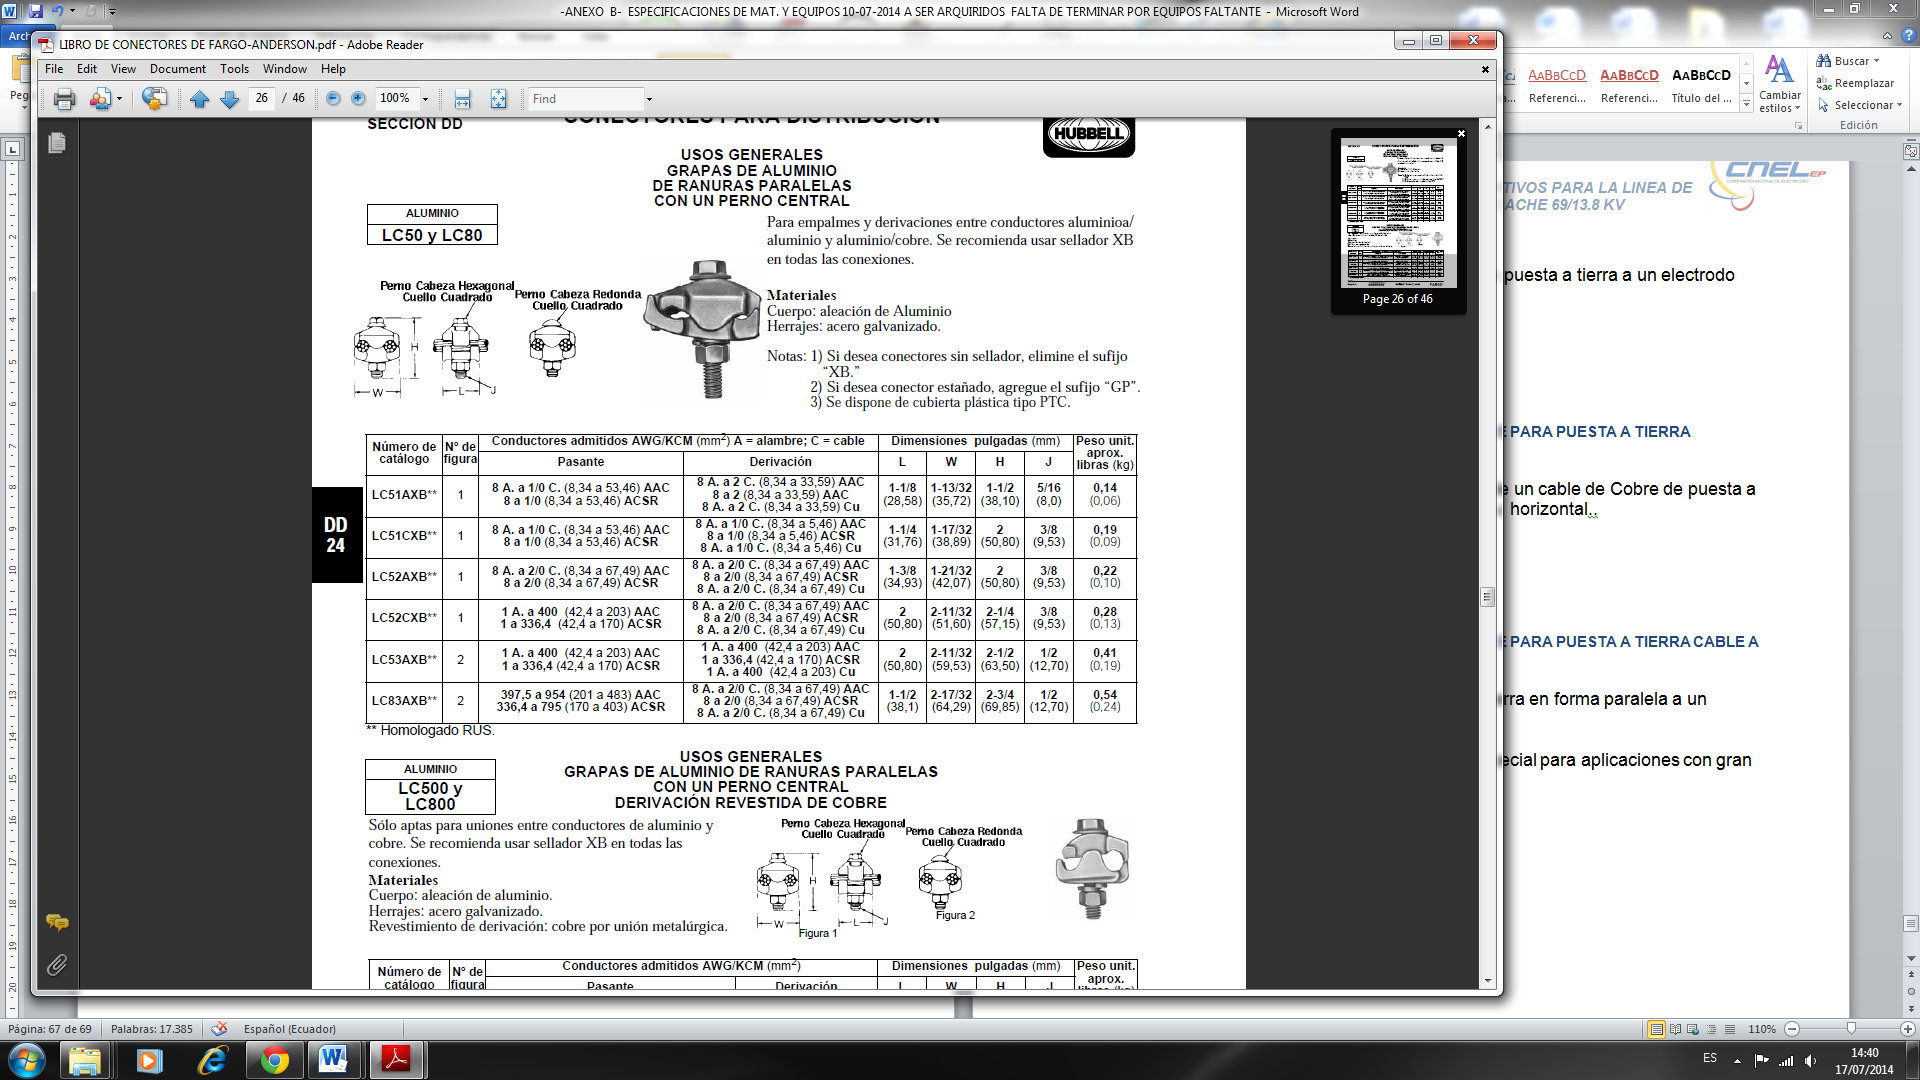 -ANEXO B- ESPECIFICACIONES DE MAT. Y EQUIPOS 10-07-2014 A SER ARQUIRIDOS FALTA DE TERMINAR POR EQUIPOS FALTANTE - Microsoft Word
LIBRO DE CONECTORES DE FARGO-ANDERSON.pdf - Adobe Reader
File Edit View Document Tools Window Help
26 / 46 100% Find
AABBCCD AABBCCD AABBCCD
Referenci... Referenci... Título del ...
Cambiar estilos
Buscar
Reemplazar
Seleccionar
Edición
SECCION DD
CONECTORES PARA DISTRIBUCION
HUBBELL
USOS GENERALES
GRAPAS DE ALUMINIO
DE RANURAS PARALELAS
CON UN PERNO CENTRAL
ALUMINIO
LC50 y LC80
Para empalmes y derivaciones entre conductores aluminioa/
aluminio y aluminio/cobre. Se recomienda usar sellador XB
en todas las conexiones.
Perno Cabeza Hexagonal
Cuello Cuadrado
Perno Cabeza Redonda
Cuello Cuadrado
H
W
L
J
Materiales
Cuerpo: aleación de Aluminio
Herrajes: acero galvanizado.
Notas: 1) Si desea conectores sin sellador, elimine el sufijo
“XB.”
2) Si desea conector estañado, agregue el sufijo “GP”.
3) Se dispone de cubierta plástica tipo PTC.
Número de catálogo N° de figura Conductores admitidos AWG/KCM (mm2) A = alambre; C = cable Dimensiones pulgadas (mm) Peso unit. aprox. libras (kg)
Pasante Derivación L W H J
LC51AXB** 1 8 A. a 1/0 C. (8,34 a 53,46) AAC 8 a 1/0 (8,34 a 53,46) ACSR 8 A. a 2 C. (8,34 a 33,59) AAC 8 a 2 (8,34 a 33,59) AAC 8 A. a 2 C. (8,34 a 33,59) Cu 1-1/8 (28,58) 1-13/32 (35,72) 1-1/2 (38,10) 5/16 (8,0) 0,14 (0,06)
LC51CXB** 1 8 A. a 1/0 C. (8,34 a 53,46) AAC 8 a 1/0 (8,34 a 53,46) ACSR 8 A. a 1/0 C. (8,34 a 5,46) AAC 8 a 1/0 (8,34 a 5,46) ACSR 8 A. a 1/0 C. (8,34 a 5,46) Cu 1-1/4 (31,76) 1-17/32 (38,89) 2 (50,80) 3/8 (9,53) 0,19 (0,09)
LC52AXB** 1 8 A. a 2/0 C. (8,34 a 67,49) AAC 8 a 2/0 (8,34 a 67,49) ACSR 8 A. a 2/0 C. (8,34 a 67,49) AAC 8 a 2/0 (8,34 a 67,49) ACSR 8 A. a 2/0 C. (8,34 a 67,49) Cu 1-3/8 (34,93) 1-21/32 (42,07) 2 (50,80) 3/8 (9,53) 0,22 (0,10)
LC52CXB** 1 1 A. a 400 (42,4 a 203) AAC 1 a 336,4 (42,4 a 170) ACSR 8 A. a 2/0 C. (8,34 a 67,49) AAC 8 a 2/0 (8,34 a 67,49) ACSR 8 A. a 2/0 C. (8,34 a 67,49) Cu 2 (50,80) 2-11/32 (51,60) 2-1/4 (57,15) 3/8 (9,53) 0,28 (0,13)
LC53AXB** 2 1 A. a 400 (42,4 a 203) AAC 1 a 336,4 (42,4 a 170) ACSR 1 A. a 400 (42,4 a 203) AAC 1 a 336,4 (42,4 a 170) ACSR 1 A. a 400 (42,4 a 203) Cu 2 (50,80) 2-11/32 (59,53) 2-1/2 (63,50) 1/2 (12,70) 0,41 (0,19)
LC83AXB** 2 397,5 a 954 (201 a 483) AAC 336,4 a 795 (170 a 403) ACSR 8 A. a 2/0 C. (8,34 a 67,49) AAC 8 a 2/0 (8,34 a 67,49) ACSR 8 A. a 2/0 C. (8,34 a 67,49) Cu 1-1/2 (38,1) 2-17/32 (64,29) 2-3/4 (69,85) 1/2 (12,70) 0,54 (0,24)
** Homologado RUS.
DD
24
USOS GENERALES
GRAPAS DE ALUMINIO DE RANURAS PARALELAS
CON UN PERNO CENTRAL
DERIVACIÓN REVESTIDA DE COBRE
ALUMINIO
LC500 y
LC800
Sólo aptas para uniones entre conductores de aluminio y
cobre. Se recomienda usar sellador XB en todas las
conexiones.
Materiales
Cuerpo: aleación de aluminio.
Herrajes: acero galvanizado.
Revestimiento de derivación: cobre por unión metalúrgica.
Perno Cabeza Hexagonal
Cuello Cuadrado
Perno Cabeza Redonda
Cuello Cuadrado
H
W
L
J
Figura 1
Figura 2
Número de catálogo N° de figura Conductores admitidos AWG/KCM (mm2) Dimensiones pulgadas (mm) Peso unit. aprox. libras (kg)
Pasante Derivación L W H J
Page 26 of 46
CNEL EP
TIVOS PARA LA LINEA DE
ACHE 69/13.8 KV
puesta a tierra a un electrodo
E PARA PUESTA A TIERRA
e un cable de Cobre de puesta a
horizontal..
E PARA PUESTA A TIERRA CABLE A
rra en forma paralela a un
ecial para aplicaciones con gran
Página: 67 de 69 Palabras: 17.385 Español (Ecuador) 110%
ES 14:40
17/07/2014